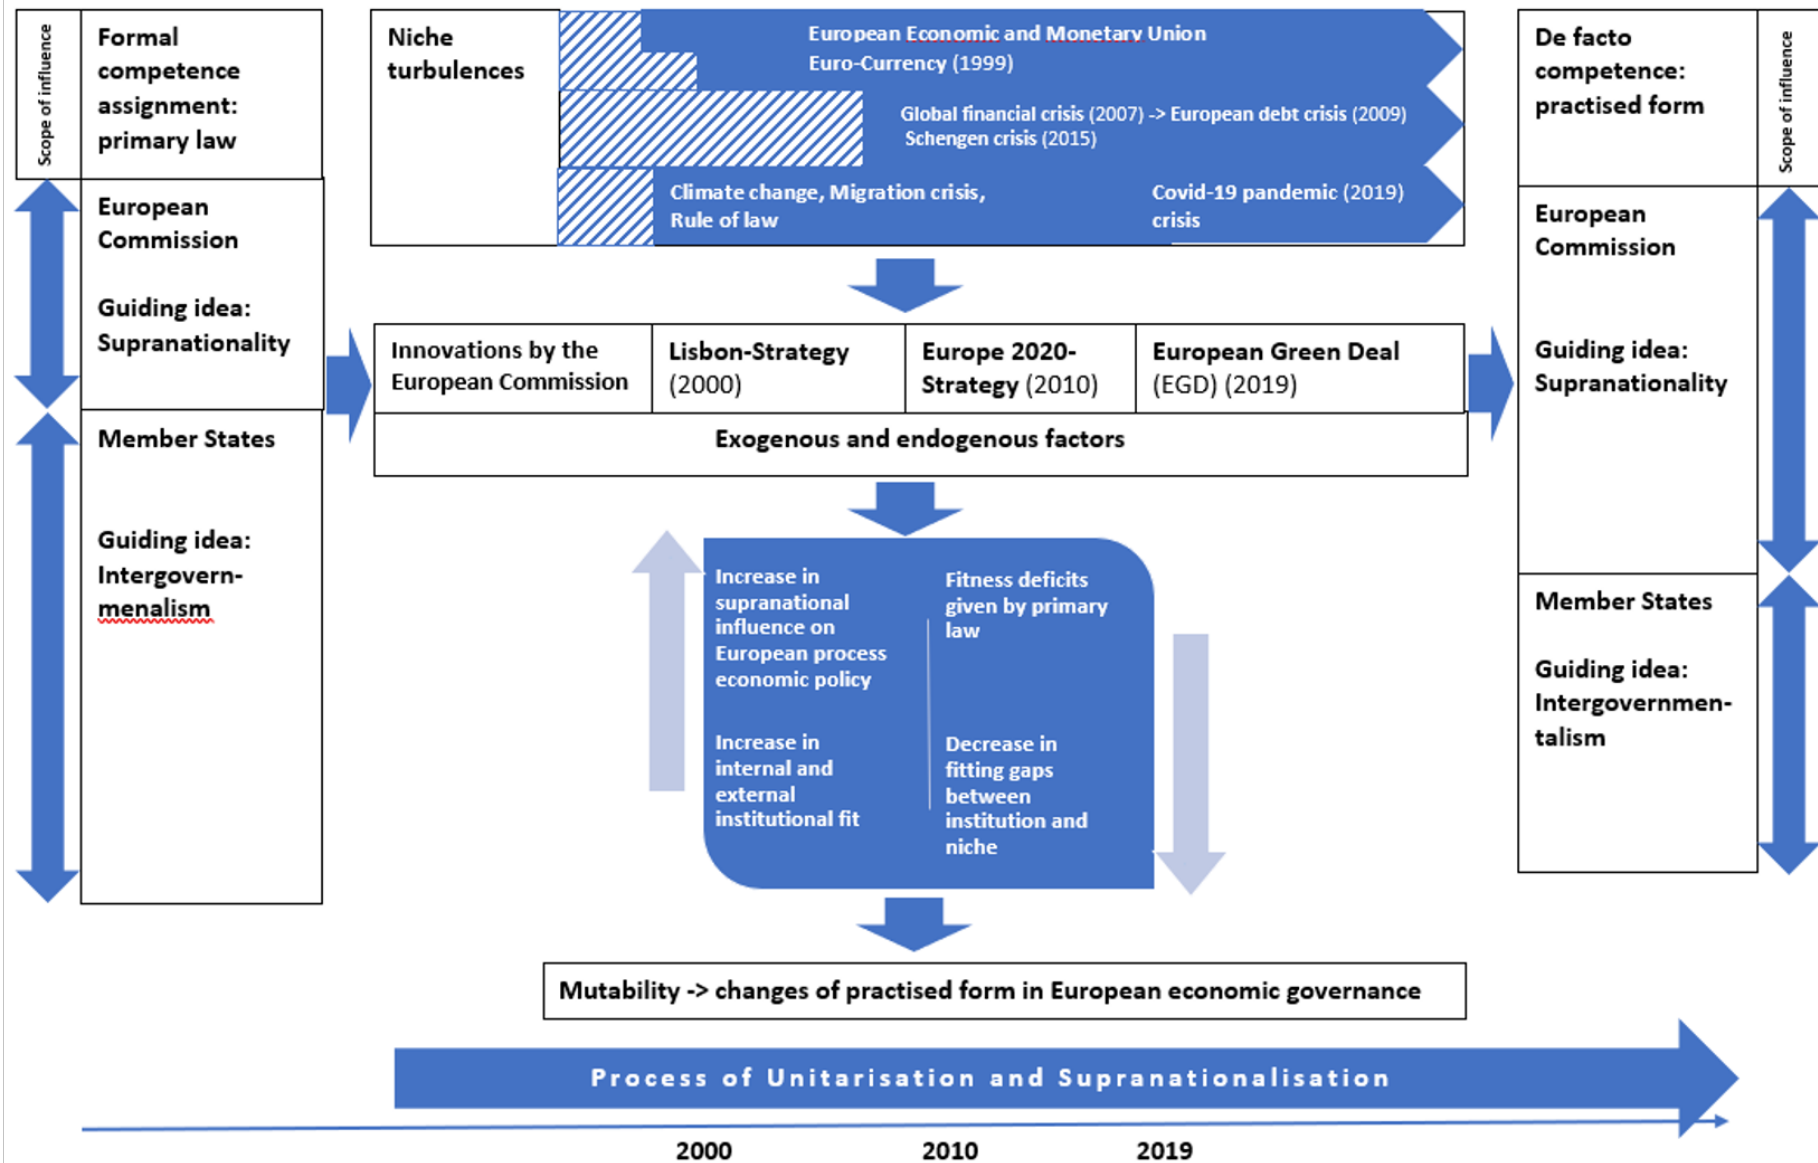 Scope of influence
Formal
competence
assignment:
primary law
European
Commission
Guiding idea:
Supranationality
Member States
Guiding idea:
Intergovern-
menalism
Niche
turbulences
European Economic and Monetary Union
Euro-Currency (1999)
Global financial crisis (2007) -> European debt crisis (2009)
Schengen crisis (2015)
Climate change, Migration crisis,
Rule of law
Covid-19 pandemic (2019)
crisis
Innovations by the
European Commission
Lisbon-Strategy
(2000)
Europe 2020-
Strategy (2010)
European Green Deal
(EGD) (2019)
Exogenous and endogenous factors
Increase in
supranational
influence on
European process
economic policy
Increase in
internal and
external
institutional fit
Fitness deficits
given by primary
law
Decrease in
fitting gaps
between
institution and
niche
De facto
competence:
practised form
Scope of influence
European
Commission
Guiding idea:
Supranationality
Member States
Guiding idea:
Intergovernmen-
talism
Mutability -> changes of practised form in European economic governance
Process of Unitarisation and Supranationalisation
2000
2010
2019